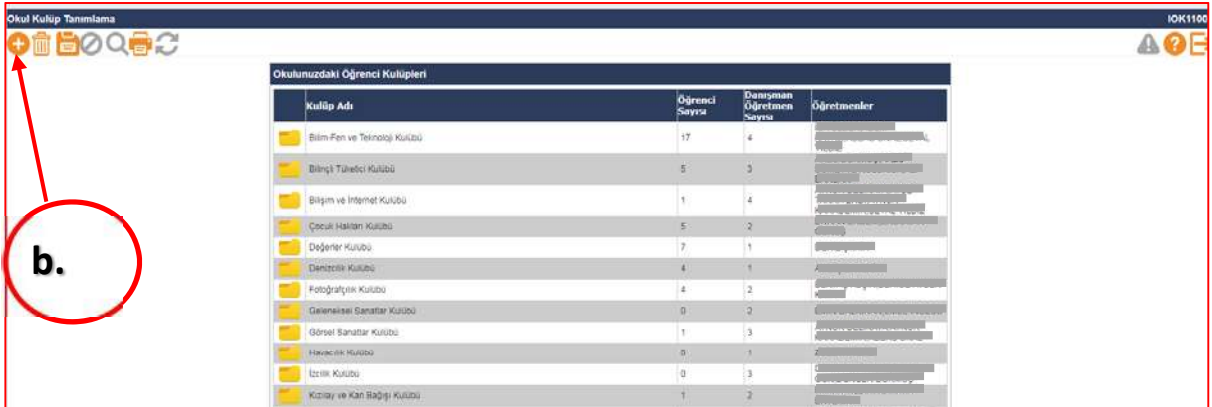 Okul Kulüp Tanımlama IOK1100
Okulunuzdaki Öğrenci Kulüpleri
Kulüp Adı Öğrenci Sayısı Danışman Öğretmen Sayısı Öğretmenler
Bilim-Fen ve Teknoloji Kulübü 17 4
Bilinçli Tüketici Kulübü 5 3
Bilişim ve İnternet Kulübü 1 4
Çocuk Hakları Kulübü 5 2
Değerler Kulübü 7 1
Denizcilik Kulübü 4 1
Fotoğrafçılık Kulübü 4 2
Geleneksel Sanatlar Kulübü 0 2
Görsel Sanatlar Kulübü 1 3
Havacılık Kulübü 0 1
İzcilik Kulübü 0 3
Kızılay ve Kan Bağışı Kulübü 1 2
b.